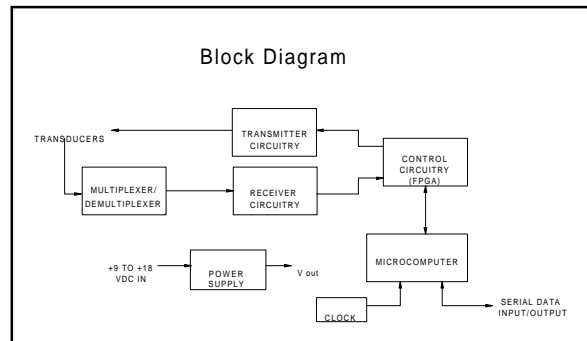 Block Diagram
TRANSMITTER
CIRCUITRY
TRANSDUCERS
CONTROL
CIRCUITRY
(FPGA)
MULTIPLEXER/
DEMULTIPLEXER
RECEIVER
CIRCUITRY
+9 TO +18
VDC IN
POWER
SUPPLY
V out
MICROCOMPUTER
CLOCK
SERIAL DATA
INPUT/OUTPUT